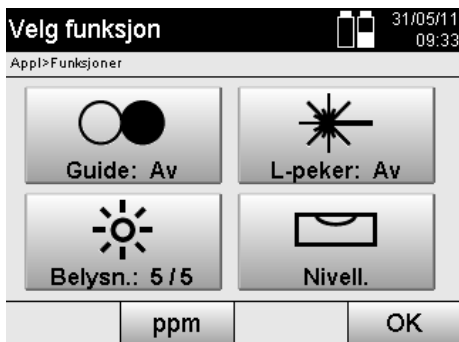 Velg funksjon
31/05/11
09:33
Appl>Funksjoner
Guide: Av
L-peker: Av
Belysn.: 5/5
Nivell.
ppm
OK